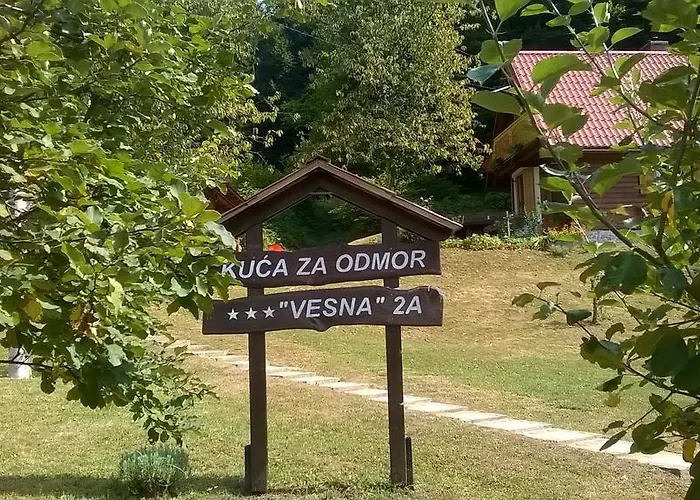 KUĆA ZA ODMOR
★★★ "VESNA" 2A